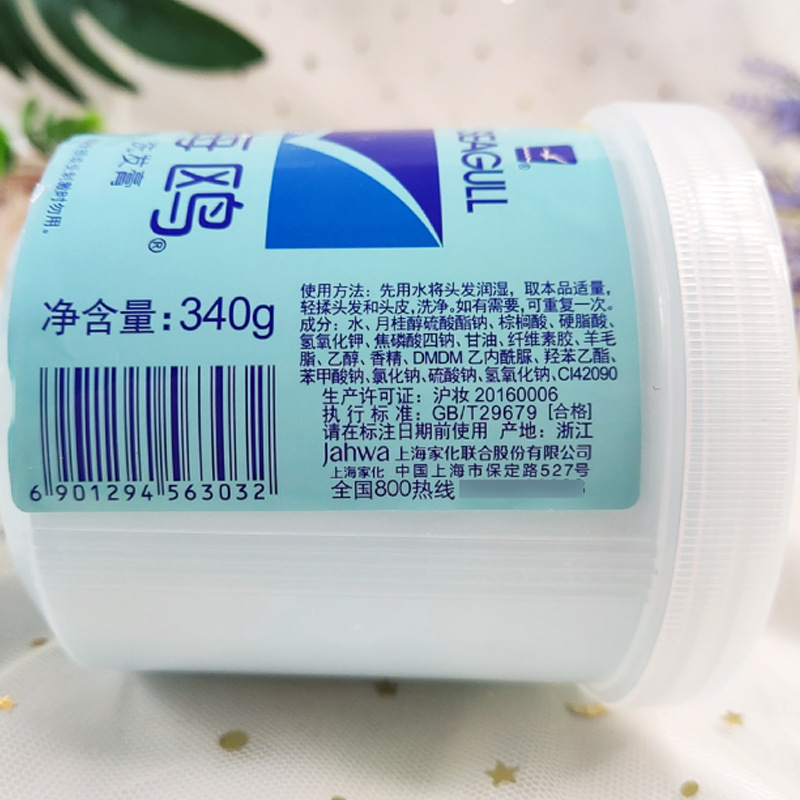 SEAGULL
®
海鸥®
洗发膏
时勿用。
净含量:340g
6 901294 563032
使用方法：先用水将头发润湿，取本品适量，
轻揉头发和头皮,洗净。如有需要,可重复一次。
成分：水、月桂醇硫酸酯钠、棕榈酸、硬脂酸、
氢氧化钾、焦磷酸四钠、甘油、纤维素胶、羊毛
脂、乙醇、香精、DMDM 乙内酰脲、羟苯乙酯、
苯甲酸钠、氯化钠、硫酸钠、氢氧化钠、CI42090
生产许可证：沪妆 20160006
执行标准：GB/T29679 [合格]
请在标注日期前使用 产地：浙江
Jahwa 上海家化联合股份有限公司
上海家化 中国上海市保定路527号
全国800热线